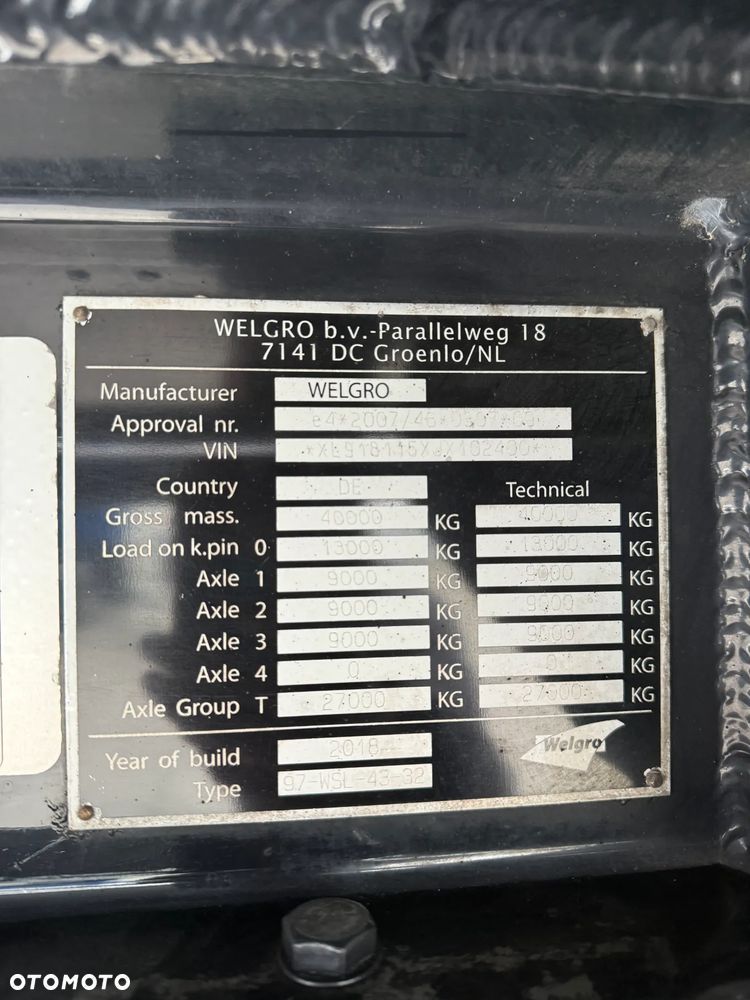 WELGRO b.v.-Parallelweg 18
7141 DC Groenlo/NL
Manufacturer WELGRO
Approval nr.
VIN
Country DE Technical
Gross mass. 40000 KG 40000 KG
Load on k.pin 0 13000 KG 13000 KG
Axle 1 9000 KG 9000 KG
Axle 2 9000 KG 9000 KG
Axle 3 9000 KG 9000 KG
Axle 4 0 KG 0 KG
Axle Group T 27000 KG 27000 KG
Year of build 2018 Welgro
Type 97-WSL-43-32
OTOMOTO